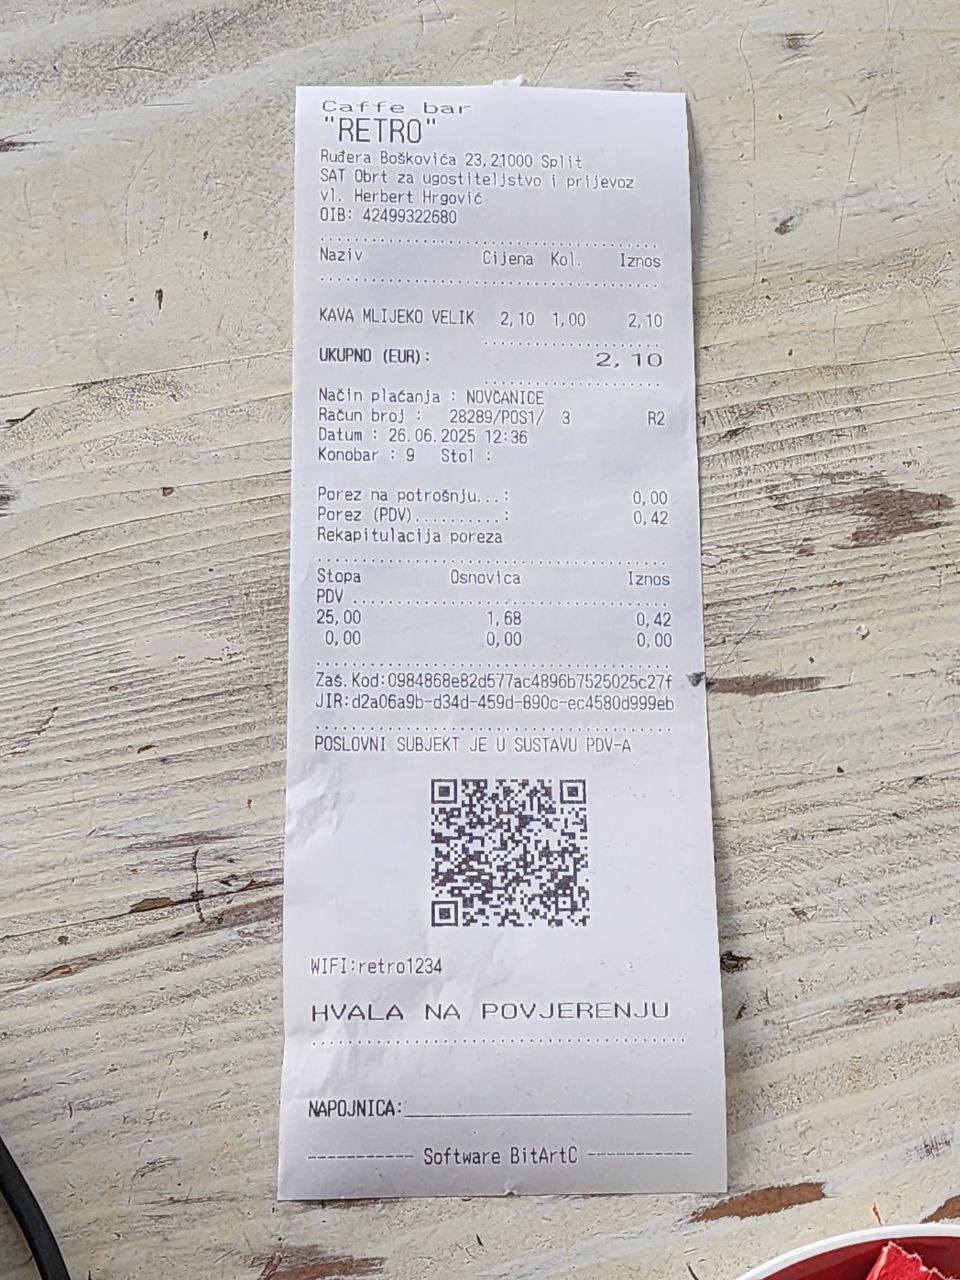 Caffe bar
"RETRO"
Ruđera Boškovića 23,21000 Split
SAT Obrt za ugostiteljstvo i prijevoz
vl. Herbert Hrgović
OIB: 42499322680
Naziv Cijena Kol. Iznos
KAVA MLIJEKO VELIK 2,10 1,00 2,10
UKUPNO (EUR): 2,10
Način plaćanja : NOVČANICE
Račun broj : 28289/POS1/ 3 R2
Datum : 26.06.2025 12:36
Konobar : 9 Stol :
Porez na potrošnju...: 0,00
Porez (PDV)..........: 0,42
Rekapitulacija poreza
Stopa Osnovica Iznos
PDV
25,00 1,68 0,42
0,00 0,00 0,00
Zaš.Kod:0984868e82d577ac4896b7525025c27f
JIR:d2a06a9b-d34d-459d-890c-ec4580d999eb
POSLOVNI SUBJEKT JE U SUSTAVU PDV-A
WIFI:retro1234
HVALA NA POVJERENJU
NAPOJNICA:
Software BitArtC